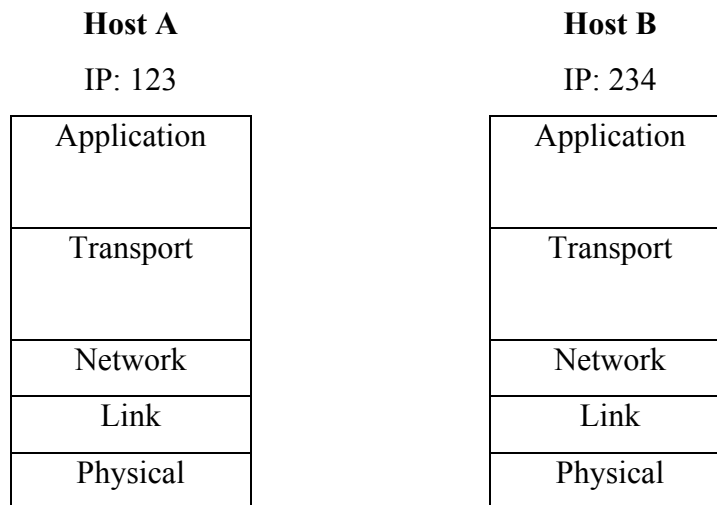 Host A
IP: 123
Application
Transport
Network
Link
Physical
Host B
IP: 234
Application
Transport
Network
Link
Physical